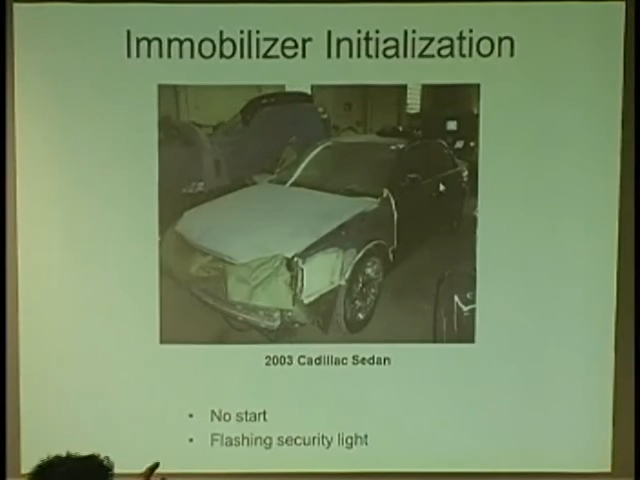 Immobilizer Initialization
2003 Cadillac Sedan
• No start
• Flashing security light